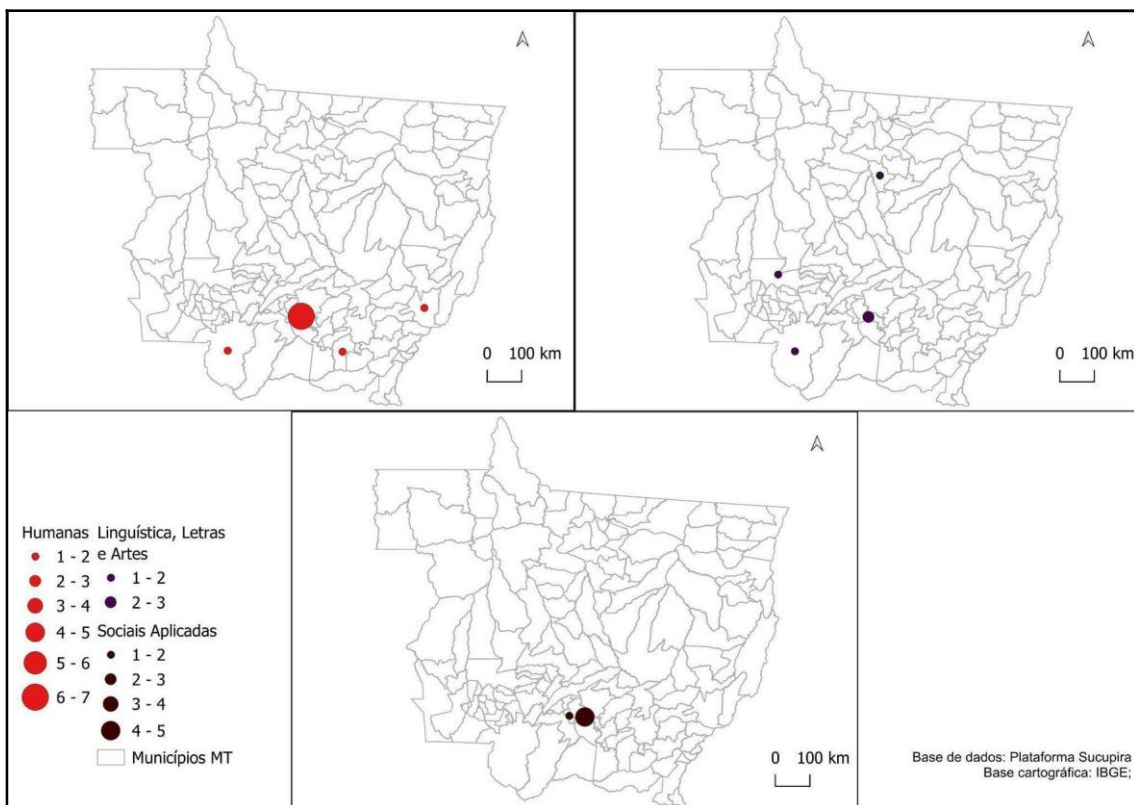 0 100 km
0 100 km
Humanas
1 - 2
2 - 3
3 - 4
4 - 5
5 - 6
6 - 7
Linguística, Letras
e Artes
1 - 2
2 - 3
Sociais Aplicadas
1 - 2
2 - 3
3 - 4
4 - 5
Municípios MT
0 100 km
Base de dados: Plataforma Sucupira
Base cartográfica: IBGE;